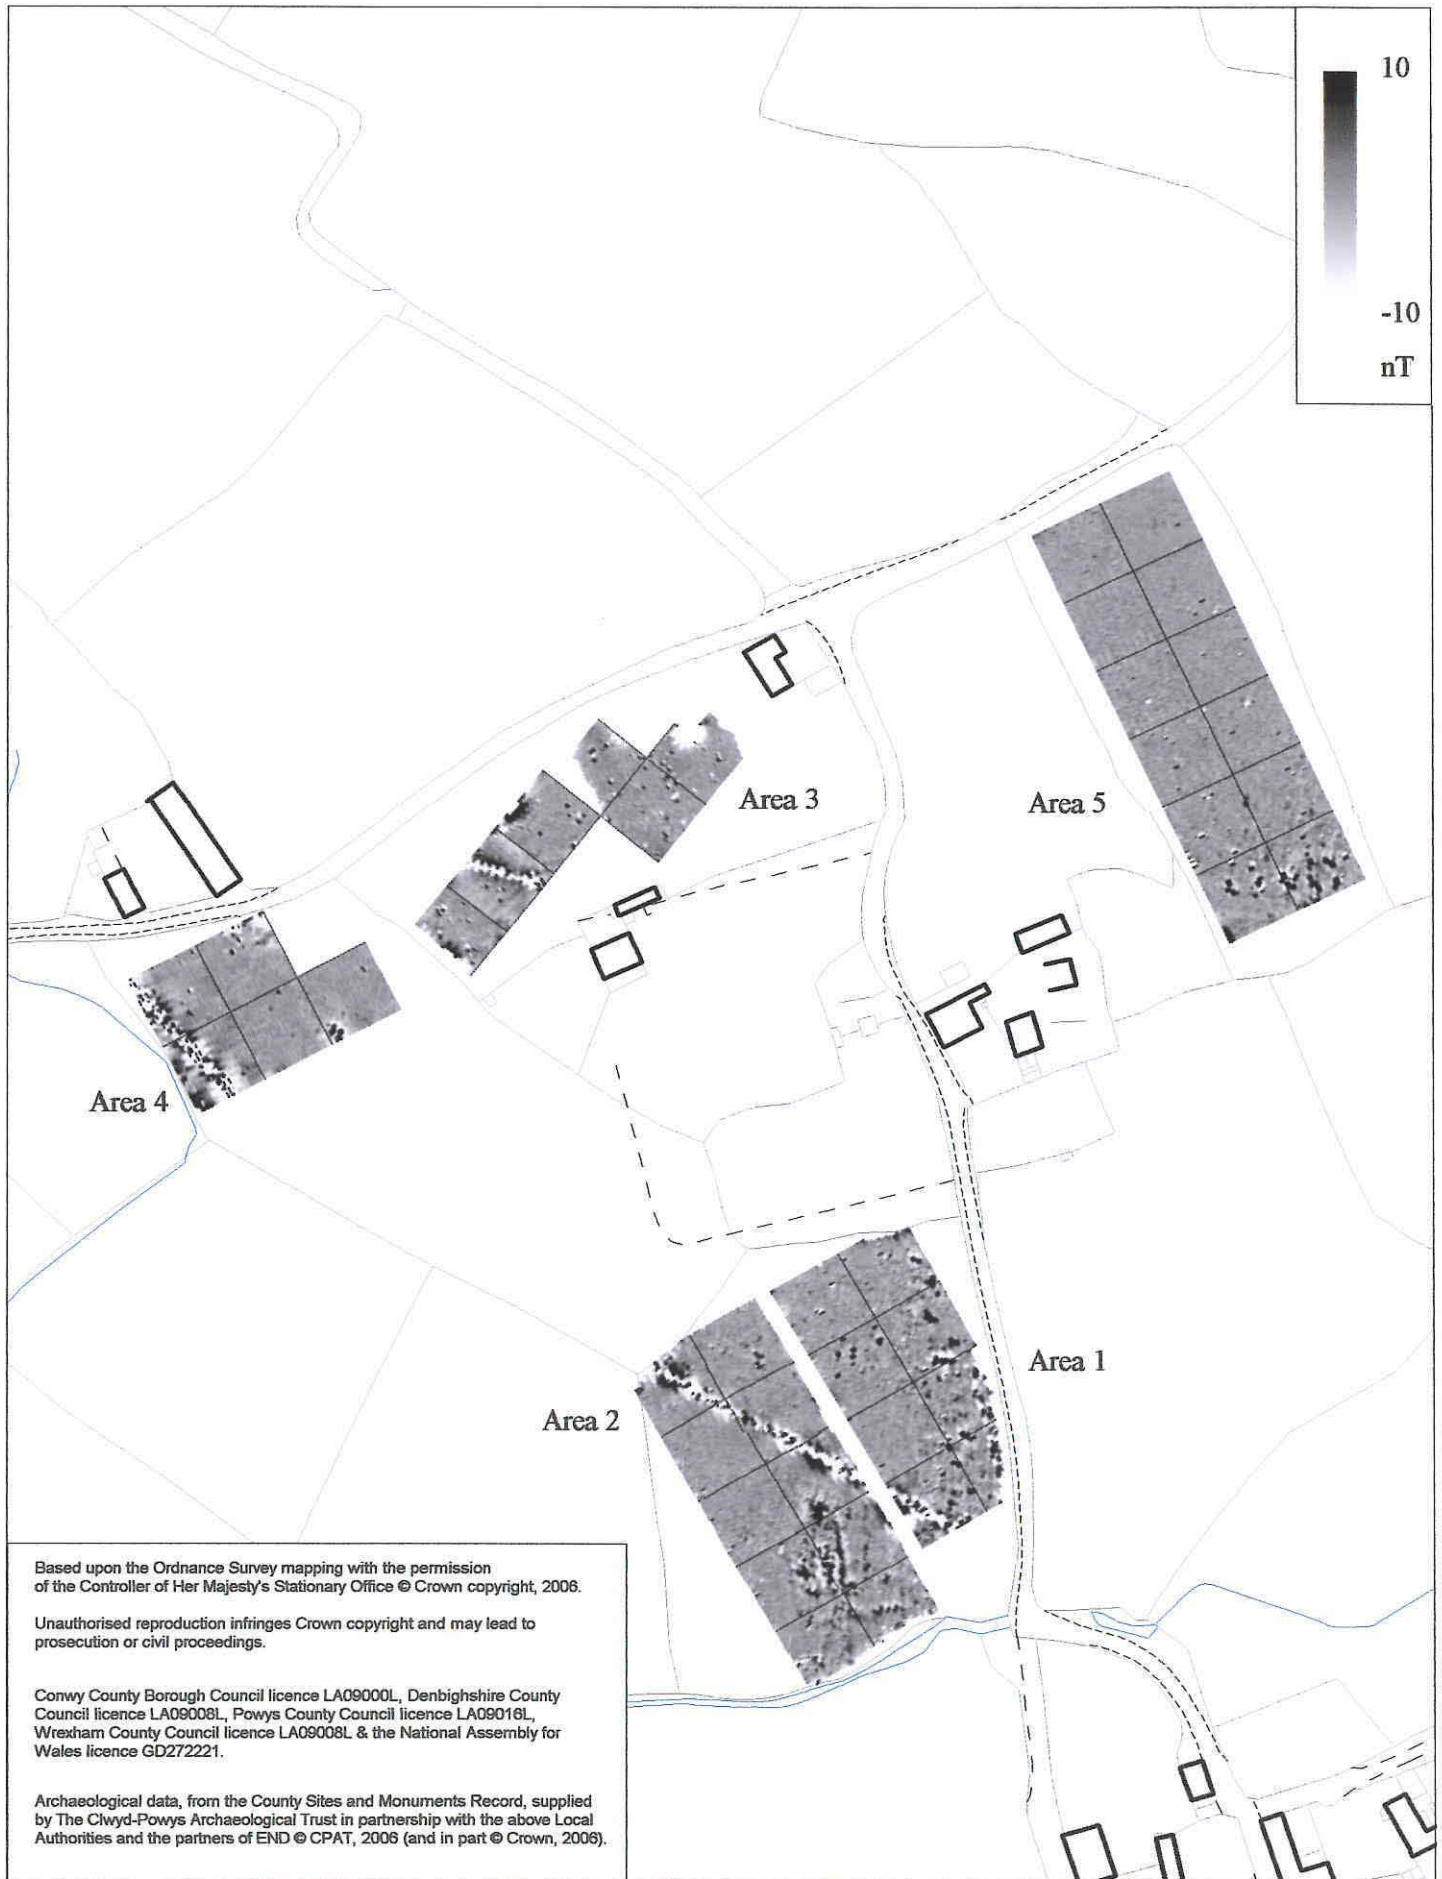 10
-10
nT
Area 3
Area 5
Area 4
Area 1
Area 2
Based upon the Ordnance Survey mapping with the permission
of the Controller of Her Majesty's Stationary Office © Crown copyright, 2006.
Unauthorised reproduction infringes Crown copyright and may lead to
prosecution or civil proceedings.
Conwy County Borough Council licence LA09000L, Denbighshire County
Council licence LA09008L, Powys County Council licence LA09016L,
Wrexham County Council licence LA09008L & the National Assembly for
Wales licence GD272221.
Archaeological data, from the County Sites and Monuments Record, supplied
by The Clwyd-Powys Archaeological Trust in partnership with the above Local
Authorities and the partners of END © CPAT, 2006 (and in part © Crown, 2006).